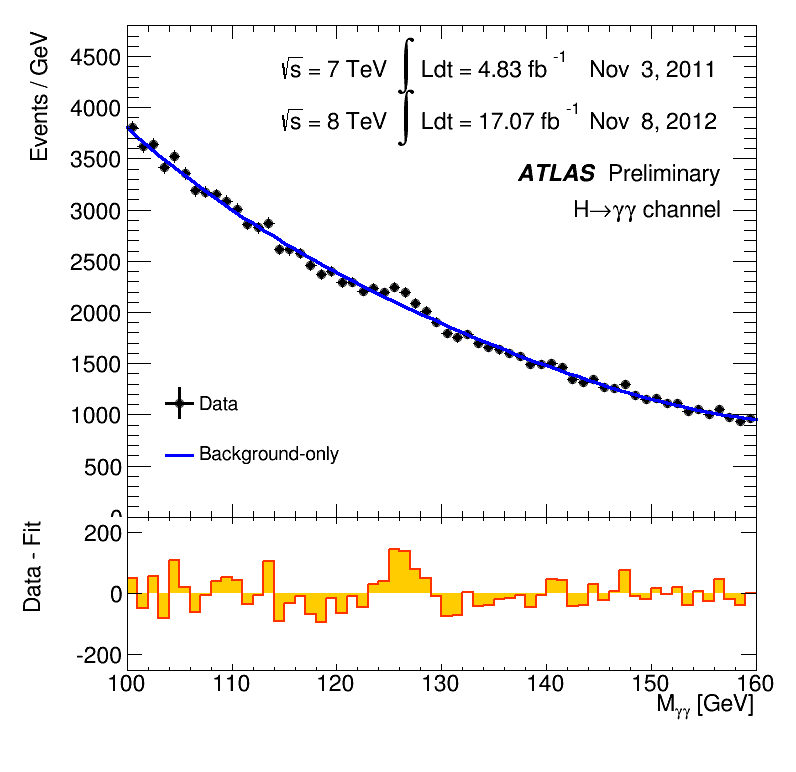 Events / GeV
4500
4000
3500
3000
2500
2000
1500
1000
500
0
√s = 7 TeV ∫ Ldt = 4.83 fb⁻¹ Nov 3, 2011
√s = 8 TeV ∫ Ldt = 17.07 fb⁻¹ Nov 8, 2012
ATLAS Preliminary
H→γγ channel
Data
Background-only
Data - Fit
200
0
-200
100 110 120 130 140 150 160
Mγγ [GeV]